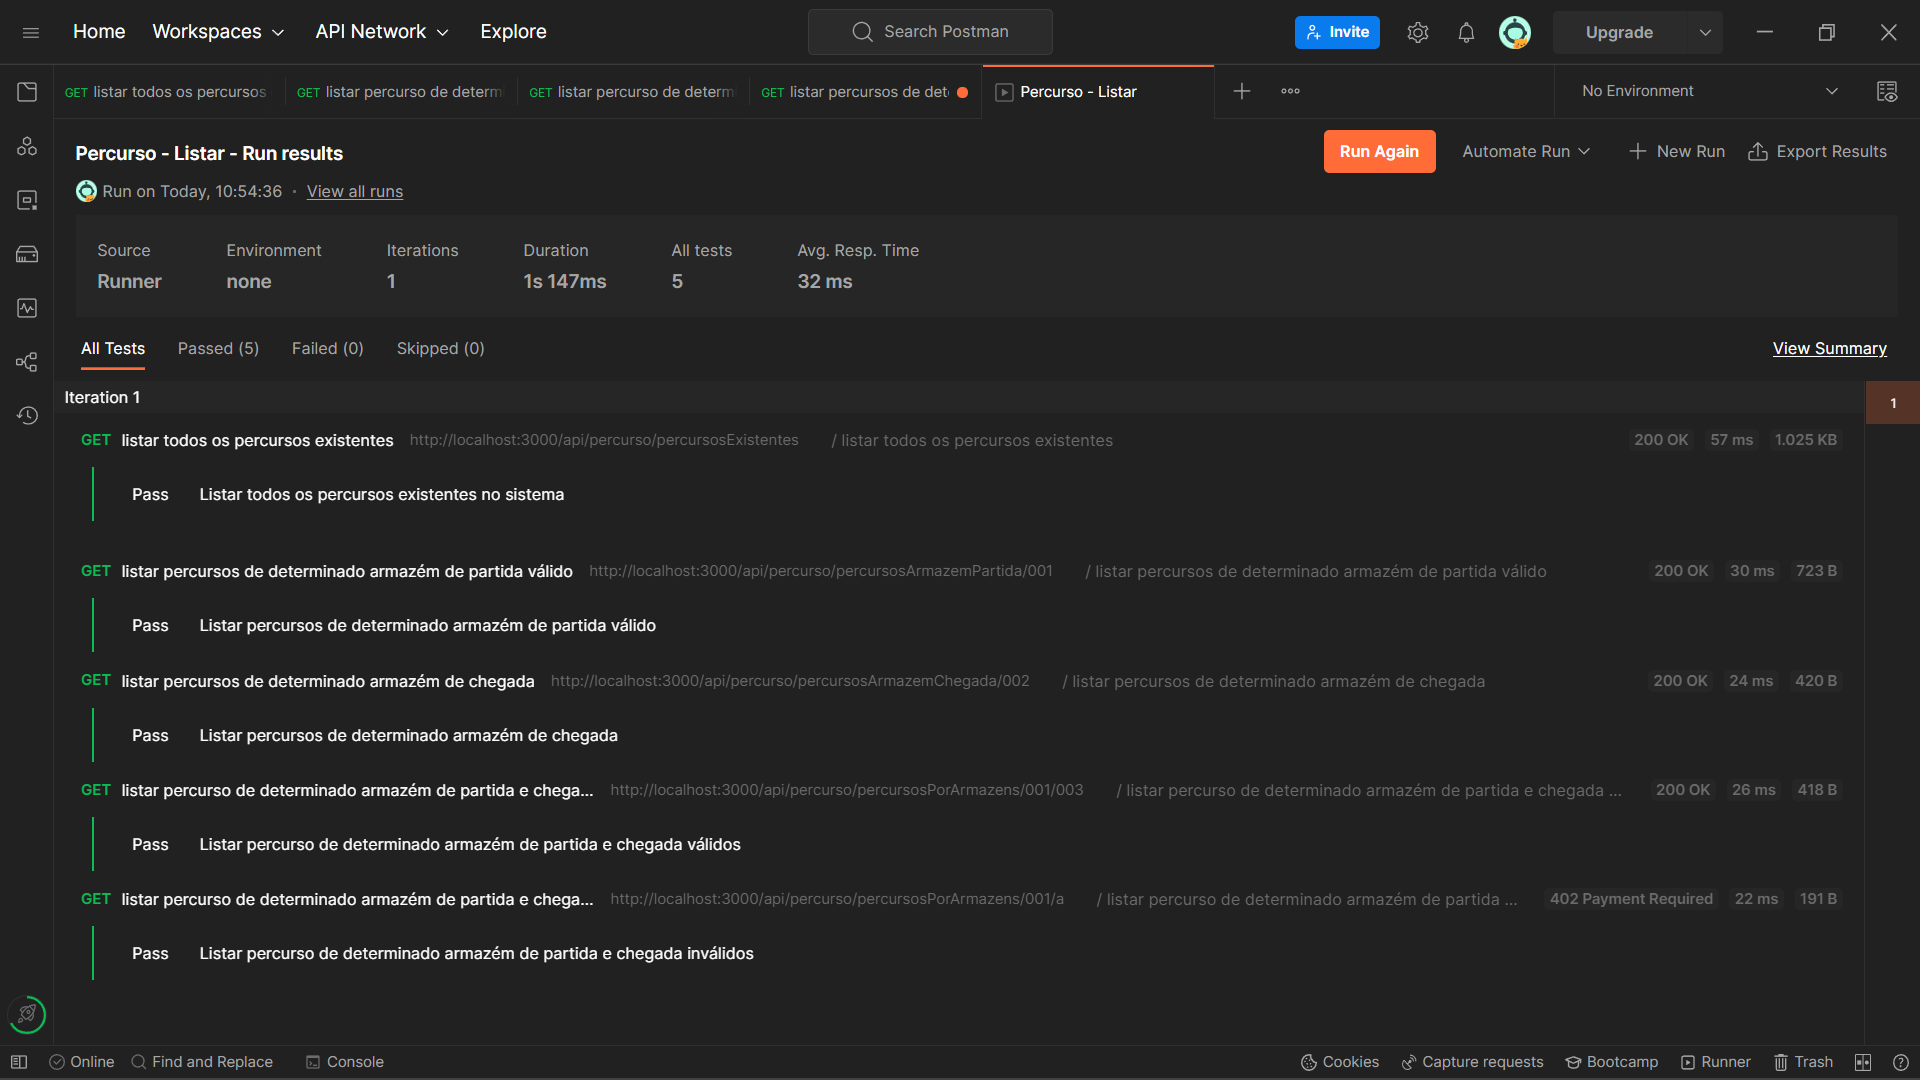 Home Workspaces API Network Explore Search Postman Invite Upgrade
GET listar todos os percursos GET listar percurso de determ GET listar percurso de determ GET listar percursos de det Percurso - Listar No Environment
Percurso - Listar - Run results Run Again Automate Run New Run Export Results
Run on Today, 10:54:36 · View all runs
Source Environment Iterations Duration All tests Avg. Resp. Time
Runner none 1 1s 147ms 5 32 ms
All Tests Passed (5) Failed (0) Skipped (0) View Summary
Iteration 1 1
GET listar todos os percursos existentes http://localhost:3000/api/percurso/percursosExistentes / listar todos os percursos existentes 200 OK 57 ms 1.025 KB
Pass Listar todos os percursos existentes no sistema
GET listar percursos de determinado armazém de partida válido http://localhost:3000/api/percurso/percursosArmazemPartida/001 / listar percursos de determinado armazém de partida válido 200 OK 30 ms 723 B
Pass Listar percursos de determinado armazém de partida válido
GET listar percursos de determinado armazém de chegada http://localhost:3000/api/percurso/percursosArmazemChegada/002 / listar percursos de determinado armazém de chegada 200 OK 24 ms 420 B
Pass Listar percursos de determinado armazém de chegada
GET listar percurso de determinado armazém de partida e chega... http://localhost:3000/api/percurso/percursosPorArmazens/001/003 / listar percurso de determinado armazém de partida e chegada ... 200 OK 26 ms 418 B
Pass Listar percurso de determinado armazém de partida e chegada válidos
GET listar percurso de determinado armazém de partida e chega... http://localhost:3000/api/percurso/percursosPorArmazens/001/a / listar percurso de determinado armazém de partida ... 402 Payment Required 22 ms 191 B
Pass Listar percurso de determinado armazém de partida e chegada inválidos
Online Find and Replace Console Cookies Capture requests Bootcamp Runner Trash